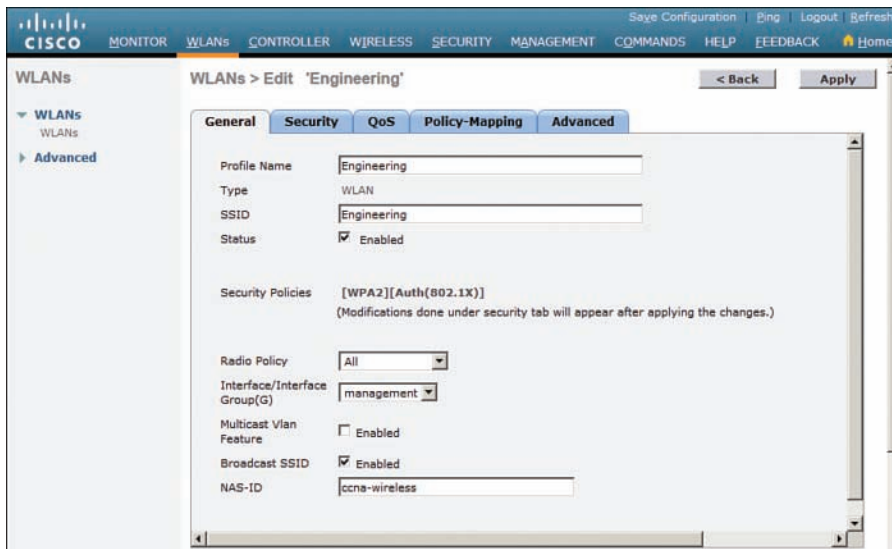 Save Configuration | Ping | Logout | Refresh
CISCO MONITOR WLANs CONTROLLER WIRELESS SECURITY MANAGEMENT COMMANDS HELP FEEDBACK Home
WLANs
WLANs > Edit 'Engineering'
< Back
Apply
WLANs
WLANs
Advanced
General Security QoS Policy-Mapping Advanced
Profile Name Engineering
Type WLAN
SSID Engineering
Status Enabled
Security Policies [WPA2][Auth(802.1X)]
(Modifications done under security tab will appear after applying the changes.)
Radio Policy All
Interface/Interface
Group(G) management
Multicast Vlan
Feature Enabled
Broadcast SSID Enabled
NAS-ID ccna-wireless